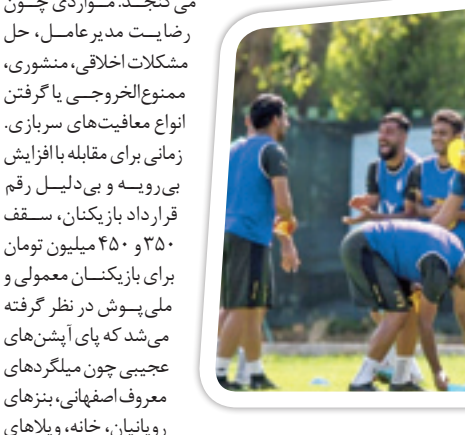 می‌گنجد. مواردی چون
رضایت مدیرعامل، حل
مشکلات اخلاقی، منشوری،
ممنوع‌الخروجی یا گرفتن
انواع معافیت‌های سربازی.
زمانی برای مقابله با افزایش
بی‌رویه و بی‌دلیل رقم
قرارداد بازیکنان، سقف
۳۵۰ و ۴۵۰ میلیون تومان
برای بازیکنان معمولی و
ملی‌پوش در نظر گرفته
می‌شد که پای آپشن‌های
عجیبی چون میلگردهای
معروف اصفهانی، بنزهای
رویانیان، خانه، ویلاهای